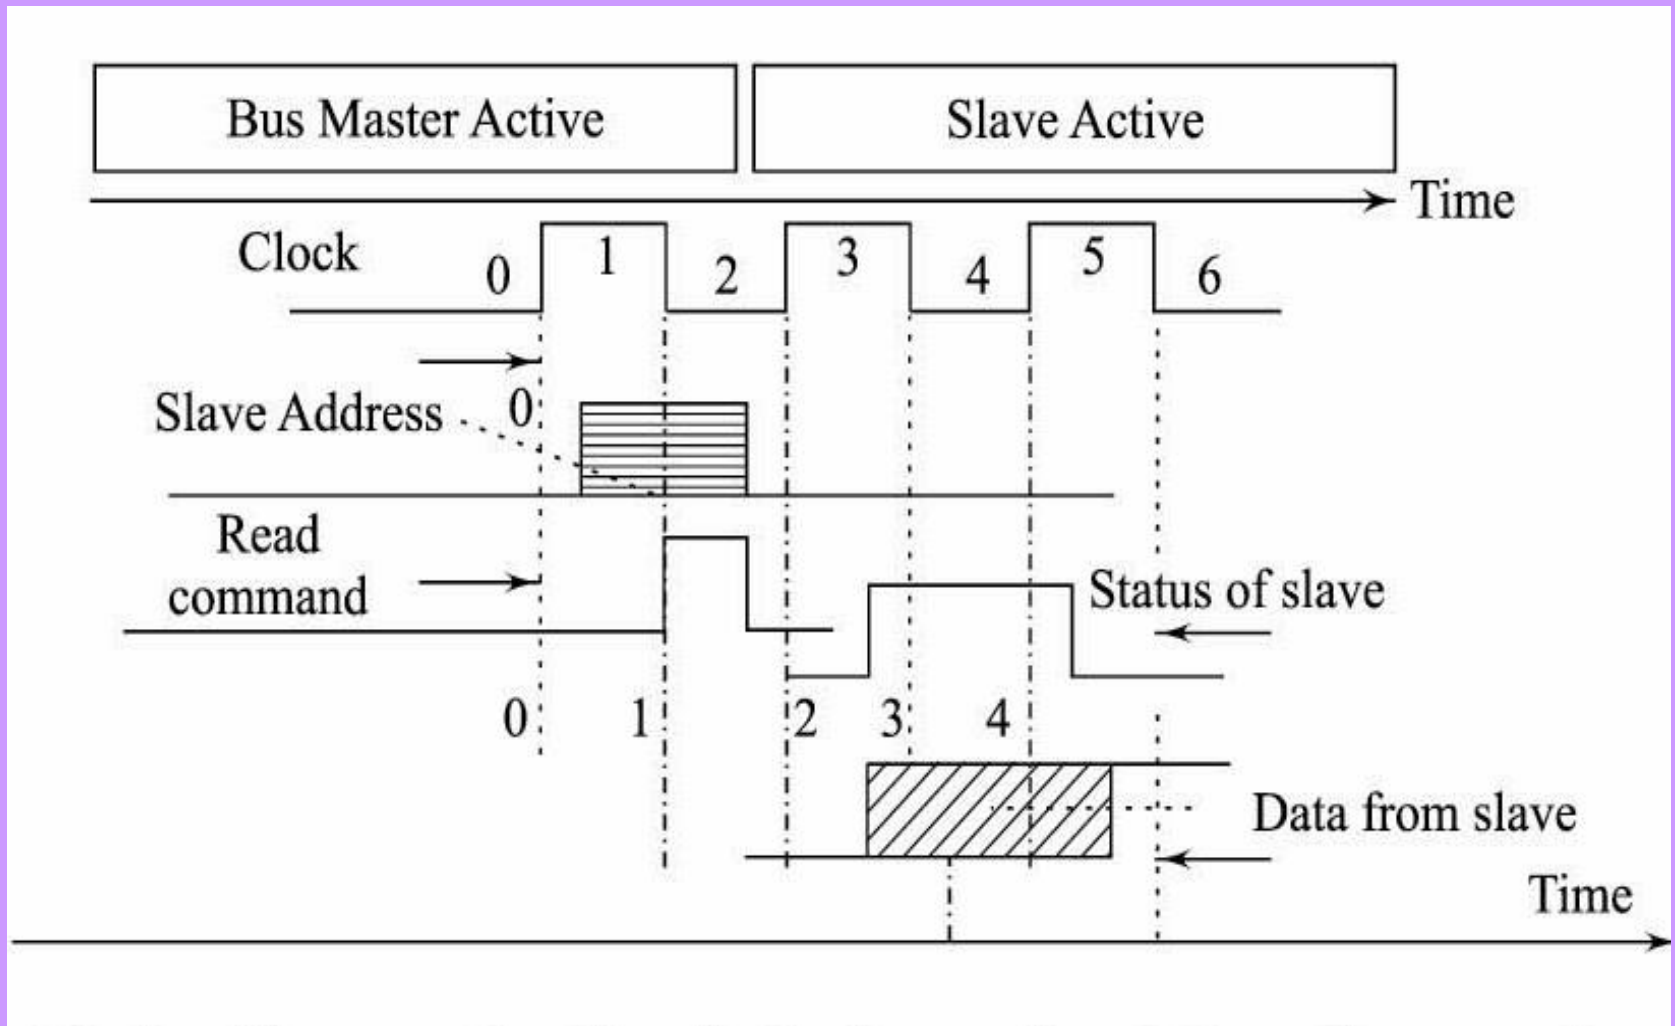 Bus Master Active
Slave Active
Time
Clock
0
1
2
3
4
5
6
Slave Address
0
Read
command
Status of slave
0
1
2
3
4
Data from slave
Time